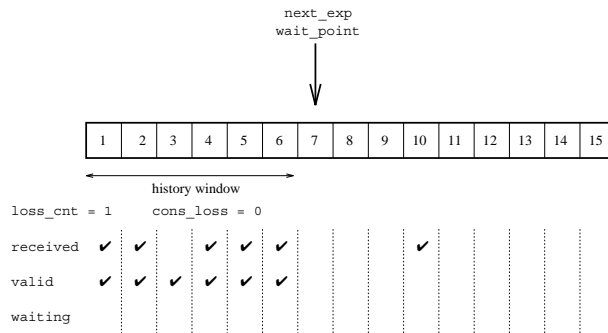 next_exp
wait_point
1 2 3 4 5 6 7 8 9 10 11 12 13 14 15
history window
loss_cnt = 1 cons_loss = 0
received ✔ ✔ ✔ ✔ ✔ ✔
valid ✔ ✔ ✔ ✔ ✔ ✔
waiting